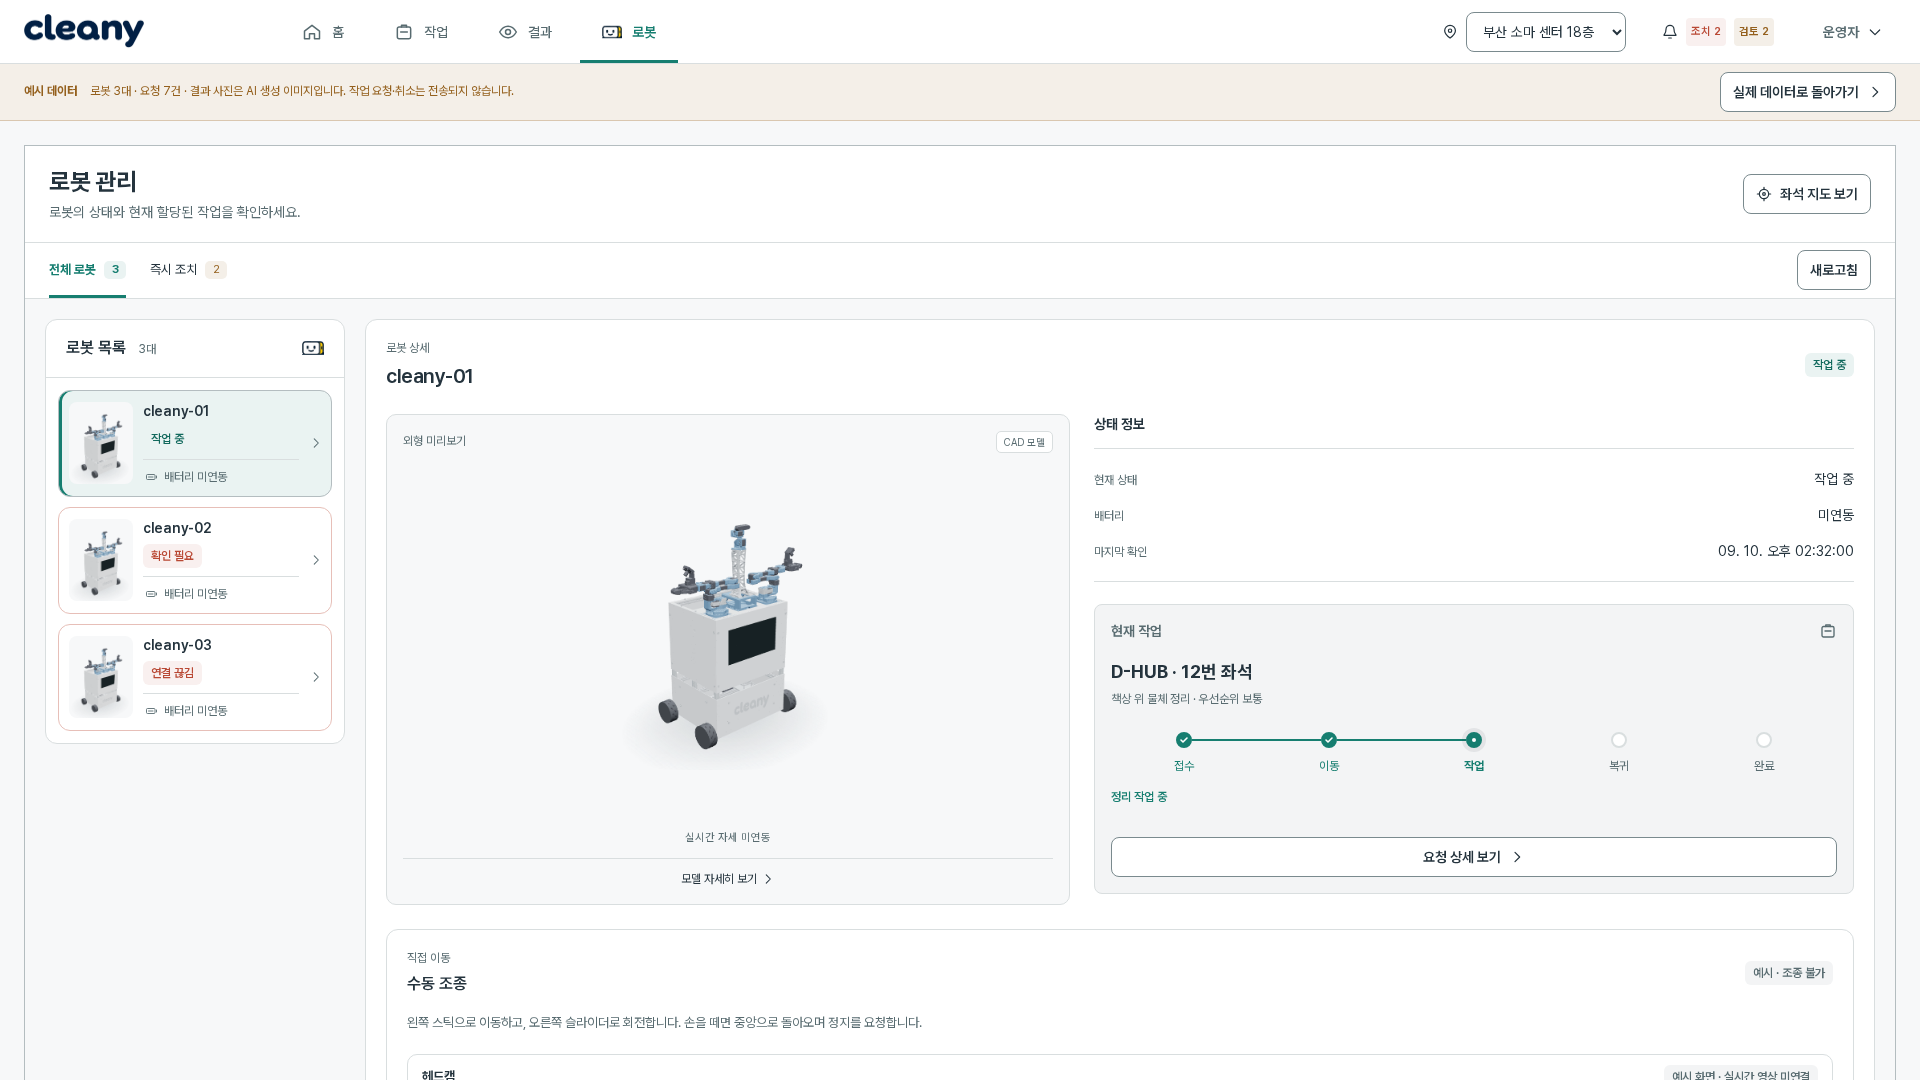 cleany
홈
작업
결과
로봇
부산 소마 센터 18층
조치 2
검토 2
운영자
예시 데이터 로봇 3대 · 요청 7건 · 결과 사진은 AI 생성 이미지입니다. 작업 요청·취소는 전송되지 않습니다.
실제 데이터로 돌아가기
로봇 관리
로봇의 상태와 현재 할당된 작업을 확인하세요.
좌석 지도 보기
전체 로봇 3
즉시 조치 2
새로고침
로봇 목록 3대
cleany-01
작업 중
배터리 미연동
cleany-02
확인 필요
배터리 미연동
cleany-03
연결 끊김
배터리 미연동
로봇 상세
cleany-01
작업 중
외형 미리보기
CAD 모델
cleany
실시간 자세 미연동
모델 자세히 보기
상태 정보
현재 상태 작업 중
배터리 미연동
마지막 확인 09. 10. 오후 02:32:00
현재 작업
D-HUB · 12번 좌석
책상 위 물체 정리 · 우선순위 보통
접수 이동 작업 복귀 완료
정리 작업 중
요청 상세 보기
직접 이동
수동 조종
예시 · 조종 불가
왼쪽 스틱으로 이동하고, 오른쪽 슬라이더로 회전합니다. 손을 떼면 중앙으로 돌아오며 정지를 요청합니다.
헤드캠
예시 화면 · 실시간 영상 미연결